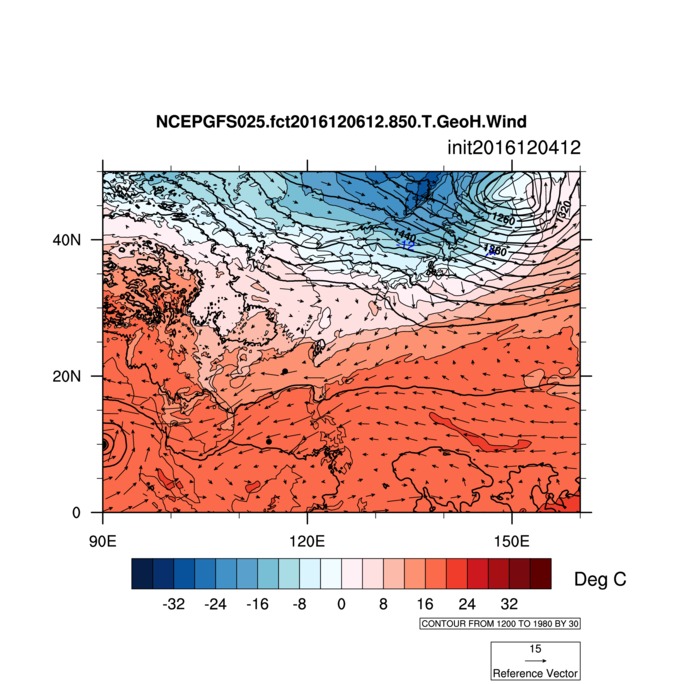 NCEPGFS025.fct2016120612.850.T.GeoH.Wind
init2016120412
1260
1320
1440
-12
40N
20N
0
90E
120E
150E
Deg C
-32
-24
-16
-8
0
8
16
24
32
CONTOUR FROM 1200 TO 1980 BY 30
15
Reference Vector